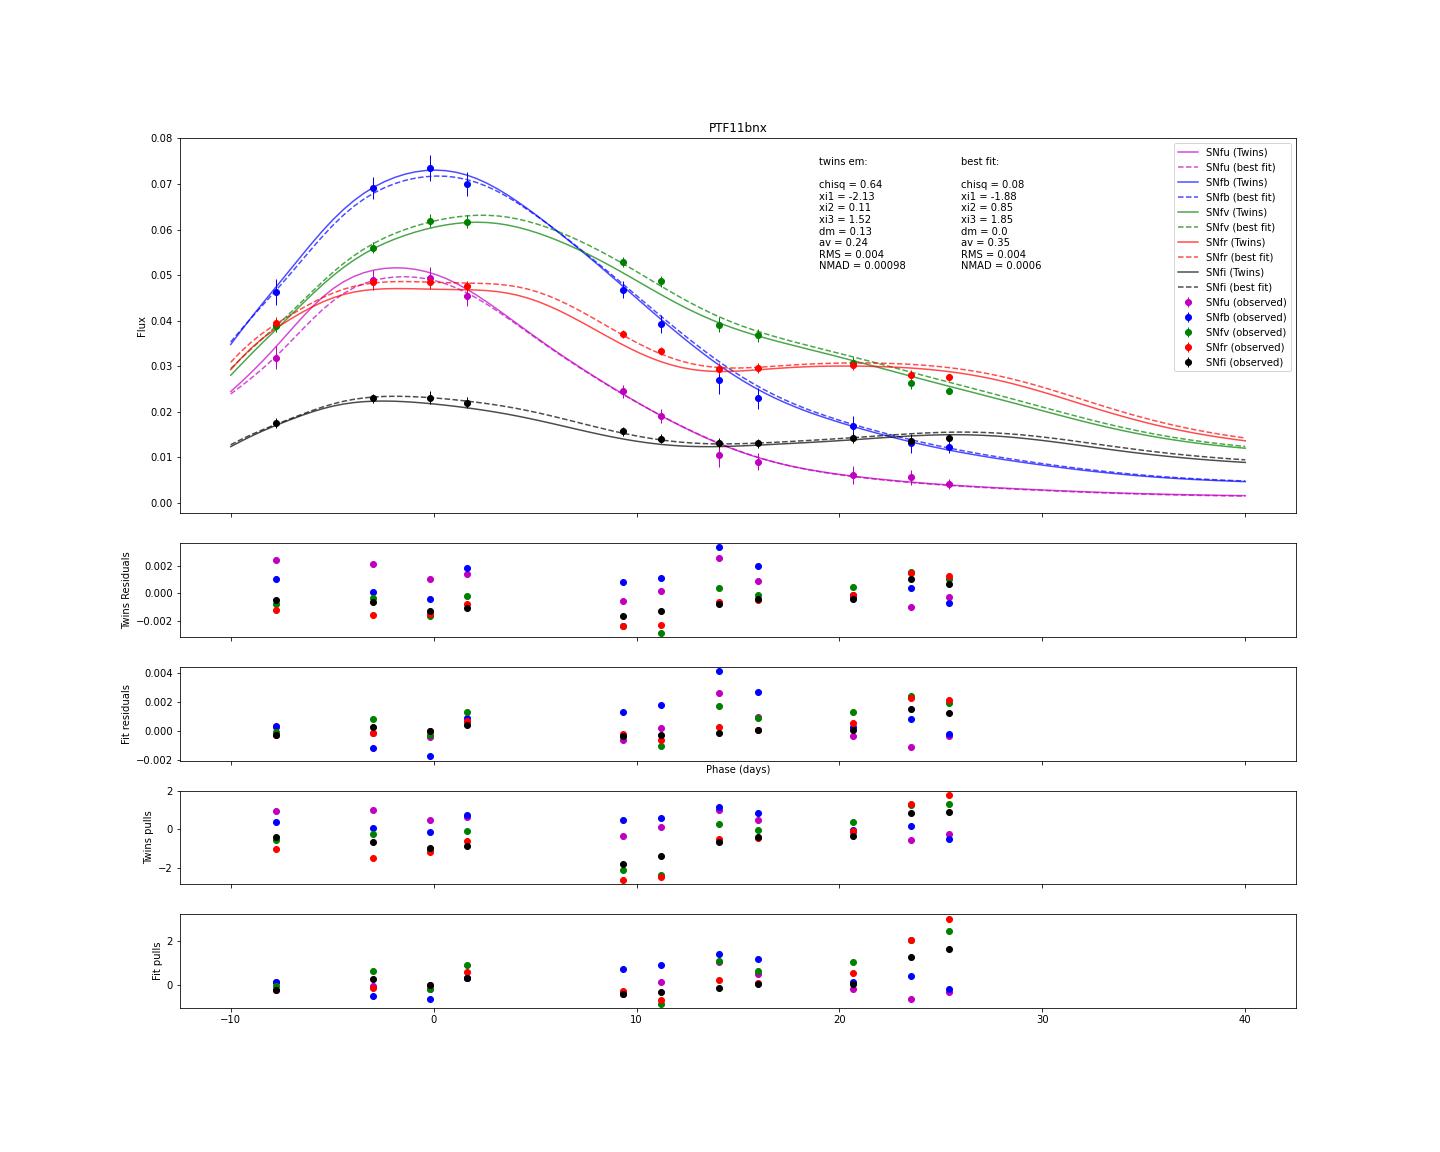 PTF11bnx
Flux
0.08
0.07
0.06
0.05
0.04
0.03
0.02
0.01
0.00
twins em:
chisq = 0.64
xi1 = -2.13
xi2 = 0.11
xi3 = 1.52
dm = 0.13
av = 0.24
RMS = 0.004
NMAD = 0.00098
best fit:
chisq = 0.08
xi1 = -1.88
xi2 = 0.85
xi3 = 1.85
dm = 0.0
av = 0.35
RMS = 0.004
NMAD = 0.0006
SNfu (Twins)
SNfu (best fit)
SNfb (Twins)
SNfb (best fit)
SNfv (Twins)
SNfv (best fit)
SNfr (Twins)
SNfr (best fit)
SNfi (Twins)
SNfi (best fit)
SNfu (observed)
SNfb (observed)
SNfv (observed)
SNfr (observed)
SNfi (observed)
Twins Residuals
0.002
0.000
−0.002
Fit residuals
0.004
0.002
0.000
−0.002
Phase (days)
Twins pulls
2
0
−2
Fit pulls
2
0
−10 0 10 20 30 40